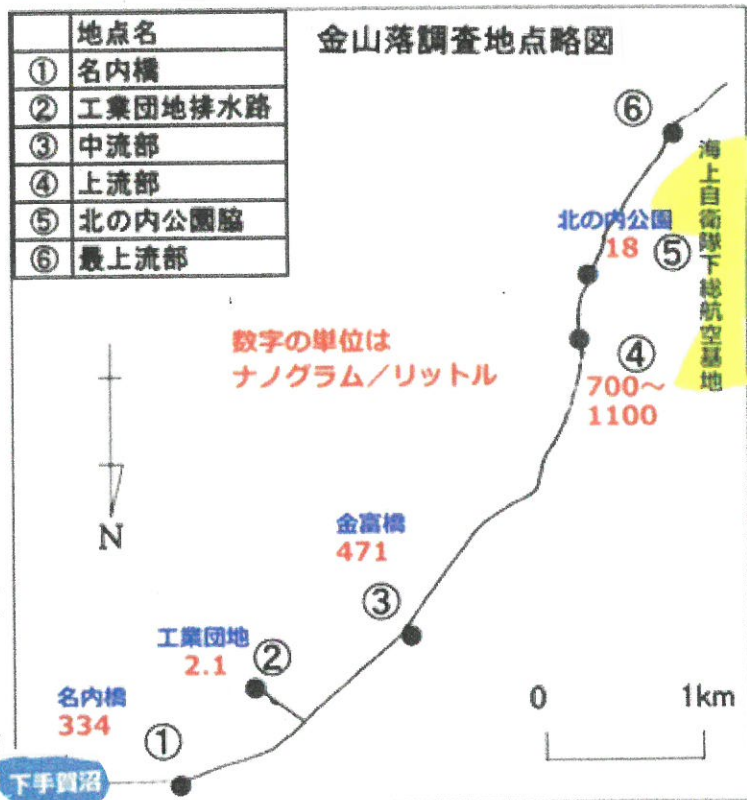 金山落調査地点略図
地点名
① 名内橋
② 工業団地排水路
③ 中流部
④ 上流部
⑤ 北の内公園脇
⑥ 最上流部
⑥
海上自衛隊下総航空基地
北の内公園
18
⑤
数字の単位は
ナノグラム／リットル
④
700～
1100
N
金富橋
471
③
工業団地
2.1
②
名内橋
334
①
0 1km
下手賀沼